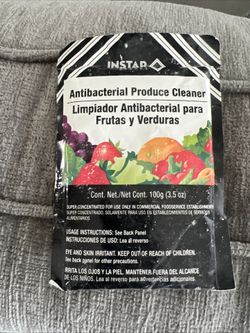 INSTAR
Antibacterial Produce Cleaner
Limpiador Antibacterial para
Frutas y Verduras
Cont. Net./Net Cont. 100g (3.5 oz)
SUPER CONCENTRATED FOR USE ONLY IN COMMERCIAL FOODSERVICE ESTABLISHMENTS
SUPER CONCENTRADO. SOLAMENTE PARA USO EN ESTABLECIMIENTOS DE SERVICIOS
ALIMENTARIOS
USAGE INSTRUCTIONS: See Back Panel
INSTRUCCIONES DE USO: Lea al reverso
EYE AND SKIN IRRITANT. KEEP OUT OF REACH OF CHILDREN.
See back panel for other precautions.
IRRITA LOS OJOS Y LA PIEL. MANTENER FUERA DEL ALCANCE
DE LOS NIÑOS. Lea al reverso para advertencias adicionales.